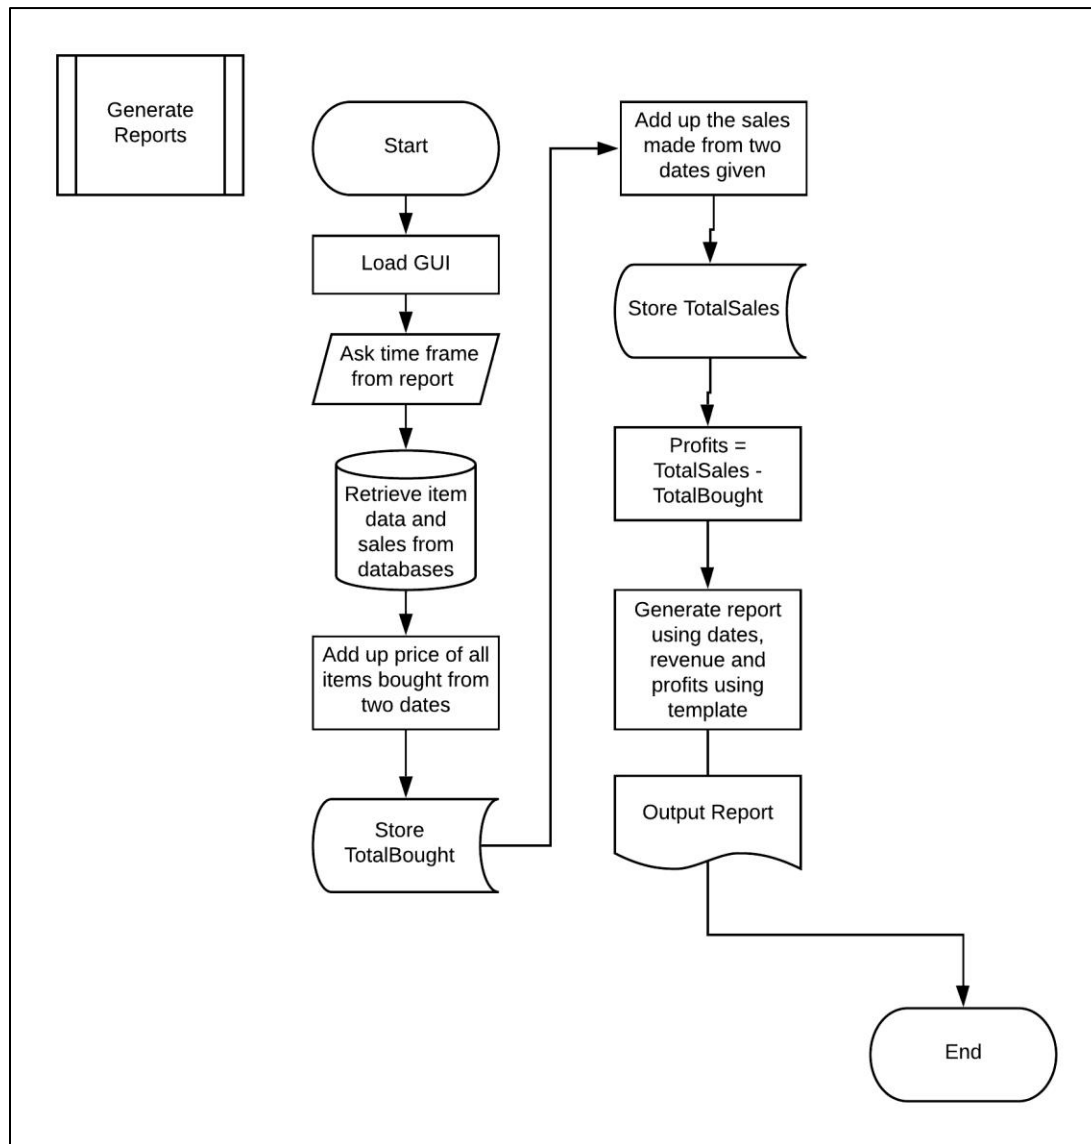 Generate
Reports
Start
Load GUI
Ask time frame
from report
Retrieve item
data and
sales from
databases
Add up price of all
items bought from
two dates
Store
TotalBought
Add up the sales
made from two
dates given
Store TotalSales
Profits =
TotalSales -
TotalBought
Generate report
using dates,
revenue and
profits using
template
Output Report
End